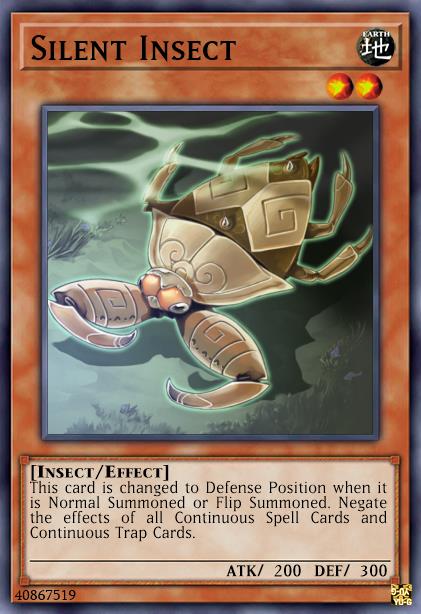 Silent Insect
EARTH
地
[Insect/Effect]
This card is changed to Defense Position when it
is Normal Summoned or Flip Summoned. Negate
the effects of all Continuous Spell Cards and
Continuous Trap Cards.
ATK/ 200 DEF/ 300
40867519